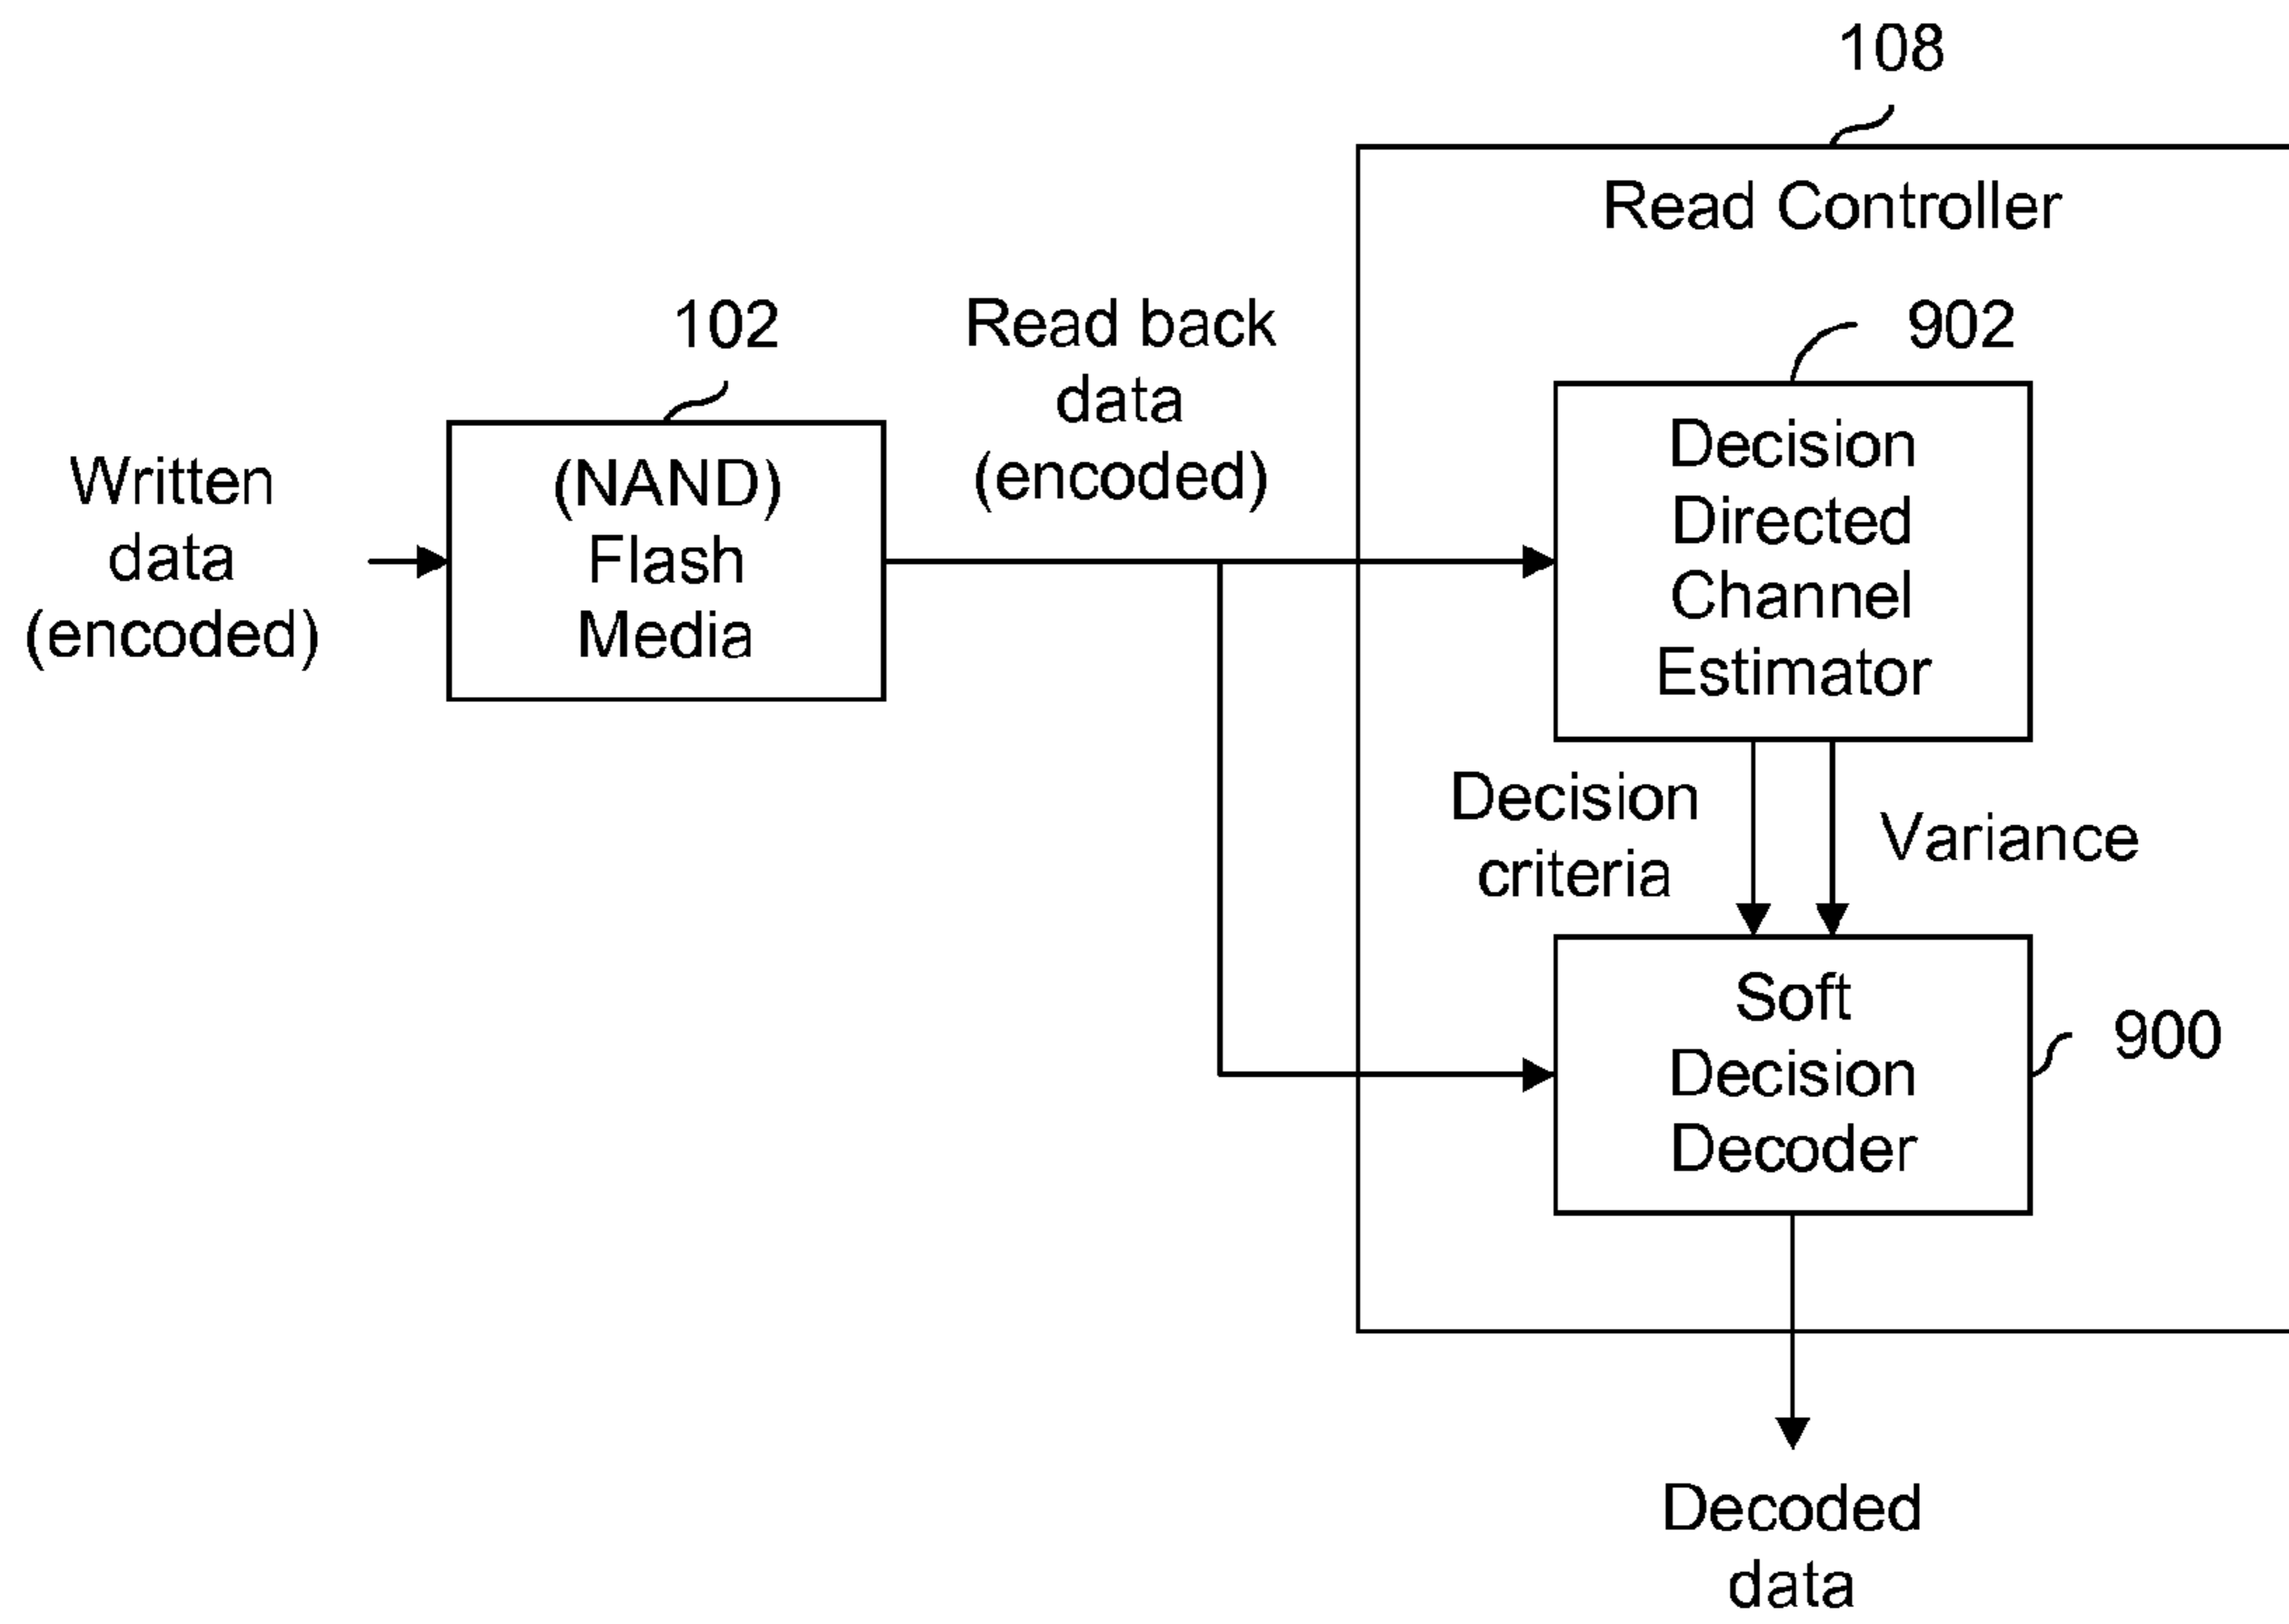 108
Read Controller
102
Read back
data
(encoded)
902
Written
data
(encoded)
(NAND)
Flash
Media
Decision
Directed
Channel
Estimator
Decision
criteria
Variance
Soft
Decision
Decoder
900
Decoded
data